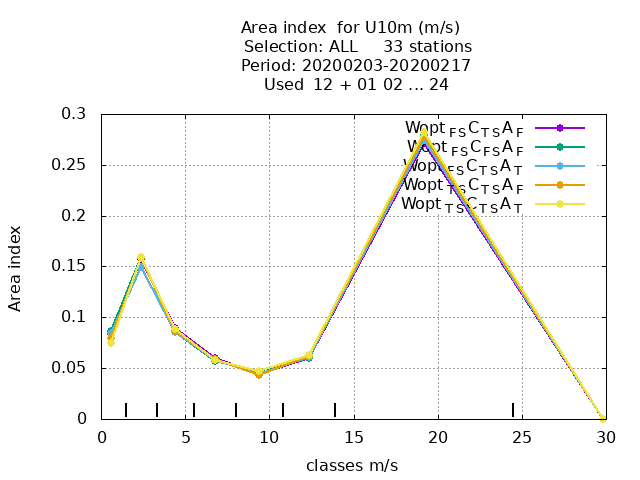 Area index  for U10m (m/s)
Selection: ALL     33 stations
Period: 20200203-20200217
Used  12 + 01 02 ... 24
Area index
0.3
0.25
0.2
0.15
0.1
0.05
0
Wopt FS C TS A F
Wopt FS C FS A F
Wopt FS C TS A T
Wopt TS C TS A F
Wopt TS C TS A T
0 5 10 15 20 25 30
classes m/s